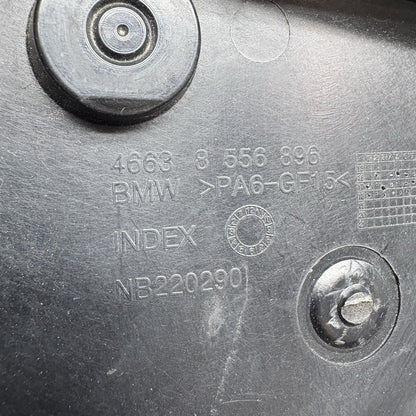 4663 8 556 896
BMW >PA6-GF15<
INDEX
NB220290